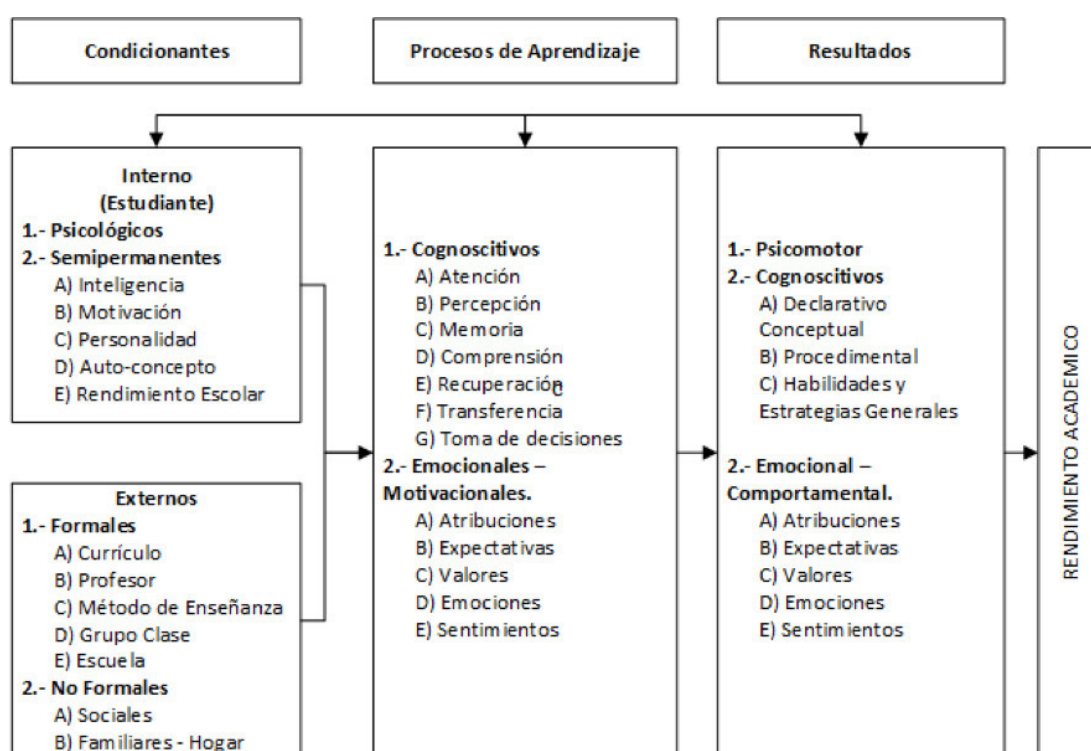 Condicionantes
Procesos de Aprendizaje
Resultados
Interno
(Estudiante)
1.- Psicológicos
2.- Semipermanentes
A) Inteligencia
B) Motivación
C) Personalidad
D) Auto-concepto
E) Rendimiento Escolar
Externos
1.- Formales
A) Currículo
B) Profesor
C) Método de Enseñanza
D) Grupo Clase
E) Escuela
2.- No Formales
A) Sociales
B) Familiares - Hogar
1.- Cognoscitivos
A) Atención
B) Percepción
C) Memoria
D) Comprensión
E) Recuperación
F) Transferencia
G) Toma de decisiones
2.- Emocionales –
Motivacionales.
A) Atribuciones
B) Expectativas
C) Valores
D) Emociones
E) Sentimientos
1.- Psicomotor
2.- Cognoscitivos
A) Declarativo
Conceptual
B) Procedimental
C) Habilidades y
Estrategias Generales
2.- Emocional –
Comportamental.
A) Atribuciones
B) Expectativas
C) Valores
D) Emociones
E) Sentimientos
RENDIMIENTO ACADEMICO